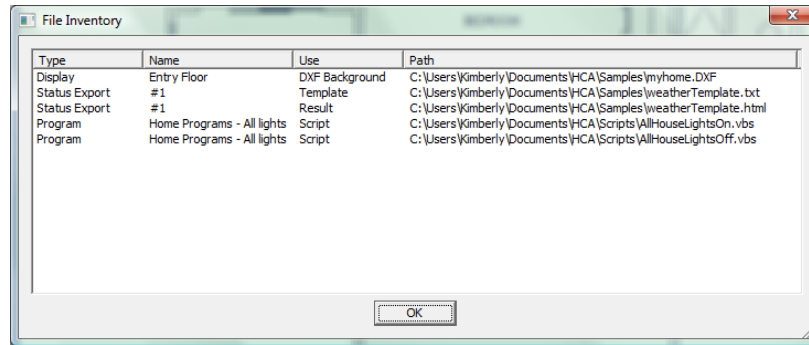 File Inventory
Type Name Use Path
Display Entry Floor DXF Background C:\Users\Kimberly\Documents\HCA\Samples\myhome.DXF
Status Export #1 Template C:\Users\Kimberly\Documents\HCA\Samples\weatherTemplate.txt
Status Export #1 Result C:\Users\Kimberly\Documents\HCA\Samples\weatherTemplate.html
Program Home Programs - All lights Script C:\Users\Kimberly\Documents\HCA\Scripts\AllHouseLightsOn.vbs
Program Home Programs - All lights Script C:\Users\Kimberly\Documents\HCA\Scripts\AllHouseLightsOff.vbs
OK